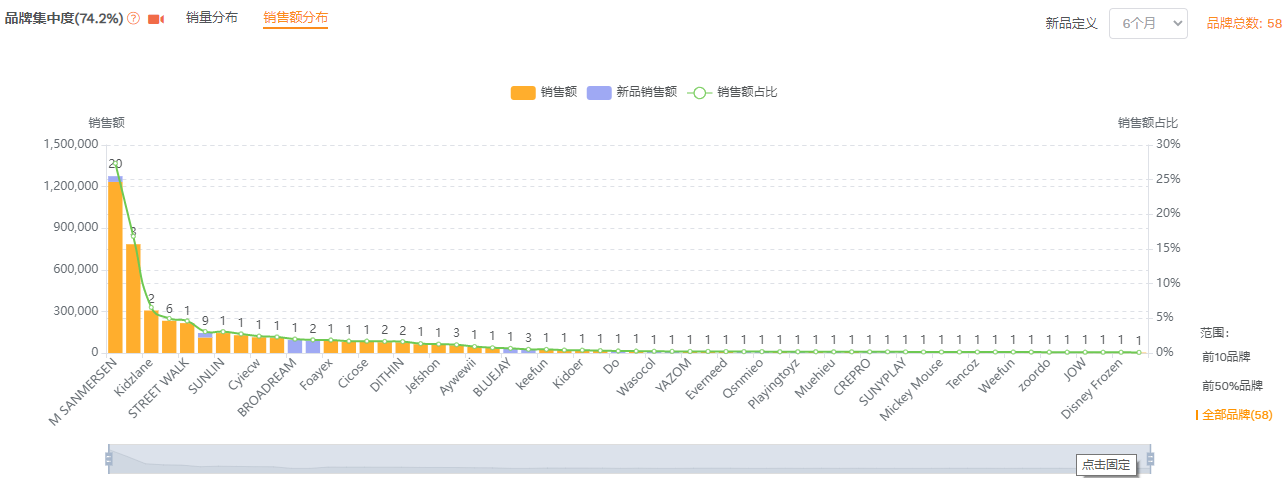 品牌集中度(74.2%) ? 销量分布 销售额分布 新品定义 6个月 品牌总数: 58
销售额 新品销售额 销售额占比
销售额 销售额占比
1,500,000 30%
1,200,000 25%
900,000 20%
600,000 15%
300,000 10%
0 5%
0%
20 3 2 6 1 9 1 1 1 1 1 2 1 1 1 2 2 1 1 3 1 1 1 3 1 1 1 1 1 1 1 1 1 1 1 1 1 1 1 1 1 1 1 1 1 1 1 1 1 1 1 1 1 1 1 1 1 1
M SANMERSEN
Kidzlane
STREET WALK
SUNLIN
Cyiecw
BROADREAM
Foayex
Cicose
DITHIN
Jefshon
Aywewii
BLUEJAY
keefun
Kidoer
Do
Wasocol
YAZOM
Everneed
Qsnmieo
Playingtoyz
Muehieu
CREPRO
SUNYPLAY
Mickey Mouse
Tencoz
Weefun
zoordo
JOW
Disney Frozen
范围：
前10品牌
前50%品牌
全部品牌(58)
点击固定